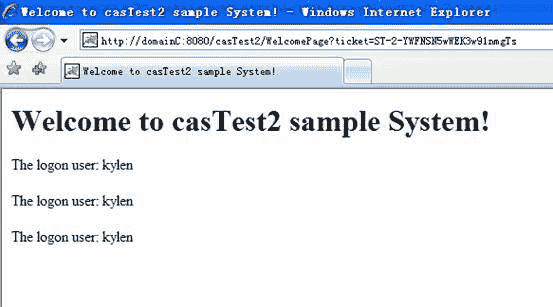 Welcome to casTest2 sample System! - Windows Internet Explorer
http://domainC:8080/casTest2/WelcomePage?ticket=ST-2-YWFNSN5wWEK3w91nmgTs
Welcome to casTest2 sample System!
Welcome to casTest2 sample System!
The logon user: kylen
The logon user: kylen
The logon user: kylen